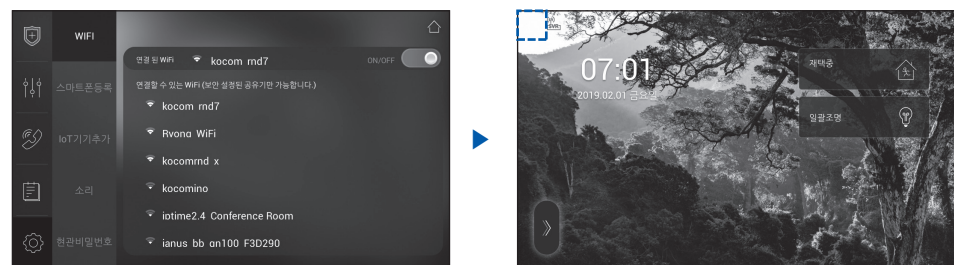 WIFI
연결 된 WiFi kocom rnd7 ON/OFF
스마트폰등록
연결할 수 있는 WiFi (보안 설정된 공유기만 가능합니다.)
kocom rnd7
Rvona WiFi
IoT기기추가
kocomrnd x
소리
kocomino
iptime2.4 Conference Room
현관비밀번호
ianus bb an100 F3D290
07:01
2019.02.01 금요일
재택중
일괄조명